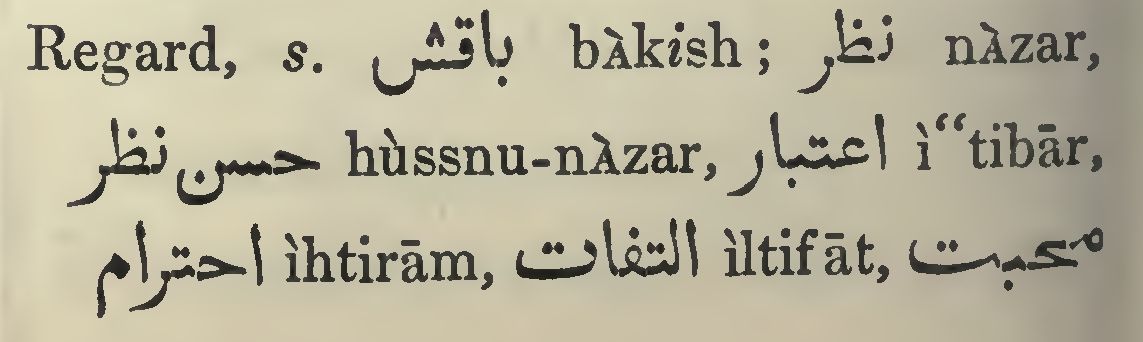 Regard, s. باقش bàkish; نظر nàzar,
حسن نظر hùssnu-nàzar, اعتبار ì“tibār,
احترام ìhtirām, التفات ìltifāt, محبت